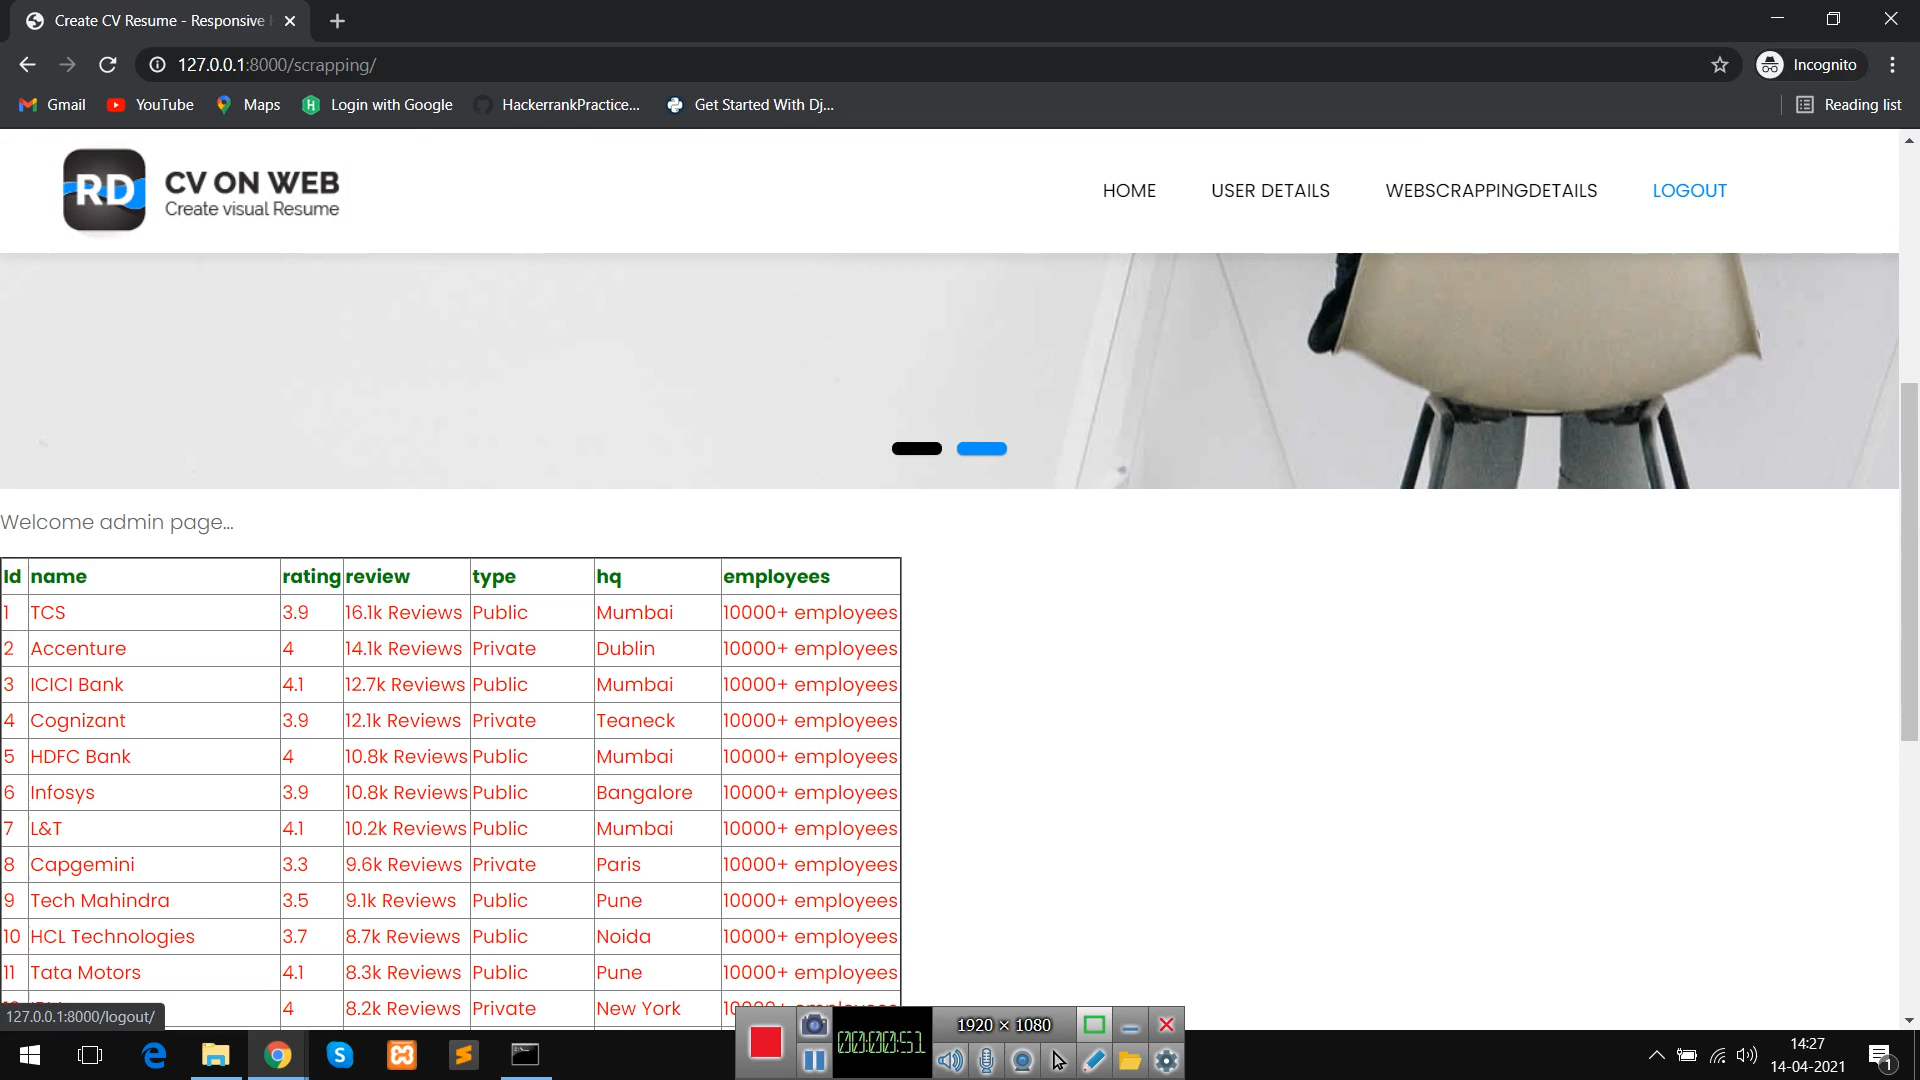 Create CV Resume - Responsive
127.0.0.1:8000/scrapping/
Incognito
Gmail
YouTube
Maps
Login with Google
HackerrankPractice...
Get Started With Dj...
Reading list
RD
CV ON WEB
Create visual Resume
HOME
USER DETAILS
WEBSCRAPPINGDETAILS
LOGOUT
Welcome admin page...
Id name rating review type hq employees
1 TCS 3.9 16.1k Reviews Public Mumbai 10000+ employees
2 Accenture 4 14.1k Reviews Private Dublin 10000+ employees
3 ICICI Bank 4.1 12.7k Reviews Public Mumbai 10000+ employees
4 Cognizant 3.9 12.1k Reviews Private Teaneck 10000+ employees
5 HDFC Bank 4 10.8k Reviews Public Mumbai 10000+ employees
6 Infosys 3.9 10.8k Reviews Public Bangalore 10000+ employees
7 L&T 4.1 10.2k Reviews Public Mumbai 10000+ employees
8 Capgemini 3.3 9.6k Reviews Private Paris 10000+ employees
9 Tech Mahindra 3.5 9.1k Reviews Public Pune 10000+ employees
10 HCL Technologies 3.7 8.7k Reviews Public Noida 10000+ employees
11 Tata Motors 4.1 8.3k Reviews Public Pune 10000+ employees
4 8.2k Reviews Private New York
127.0.0.1:8000/logout/
1920 × 1080
00:00:51
14:27
14-04-2021
1